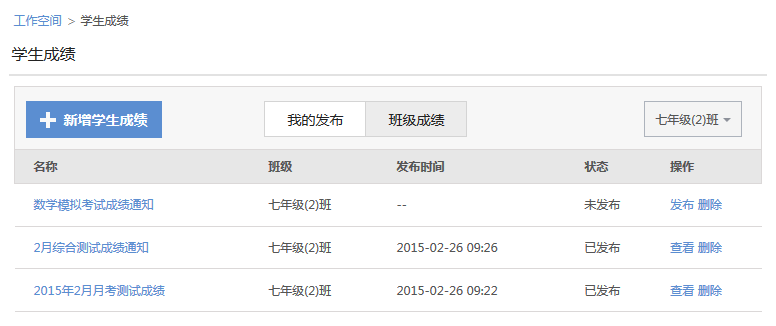 工作空间 > 学生成绩
学生成绩
新增学生成绩 我的发布 班级成绩 七年级(2)班
名称 班级 发布时间 状态 操作
数学模拟考试成绩通知 七年级(2)班 -- 未发布 发布 删除
2月综合测试成绩通知 七年级(2)班 2015-02-26 09:26 已发布 查看 删除
2015年2月月考测试成绩 七年级(2)班 2015-02-26 09:22 已发布 查看 删除